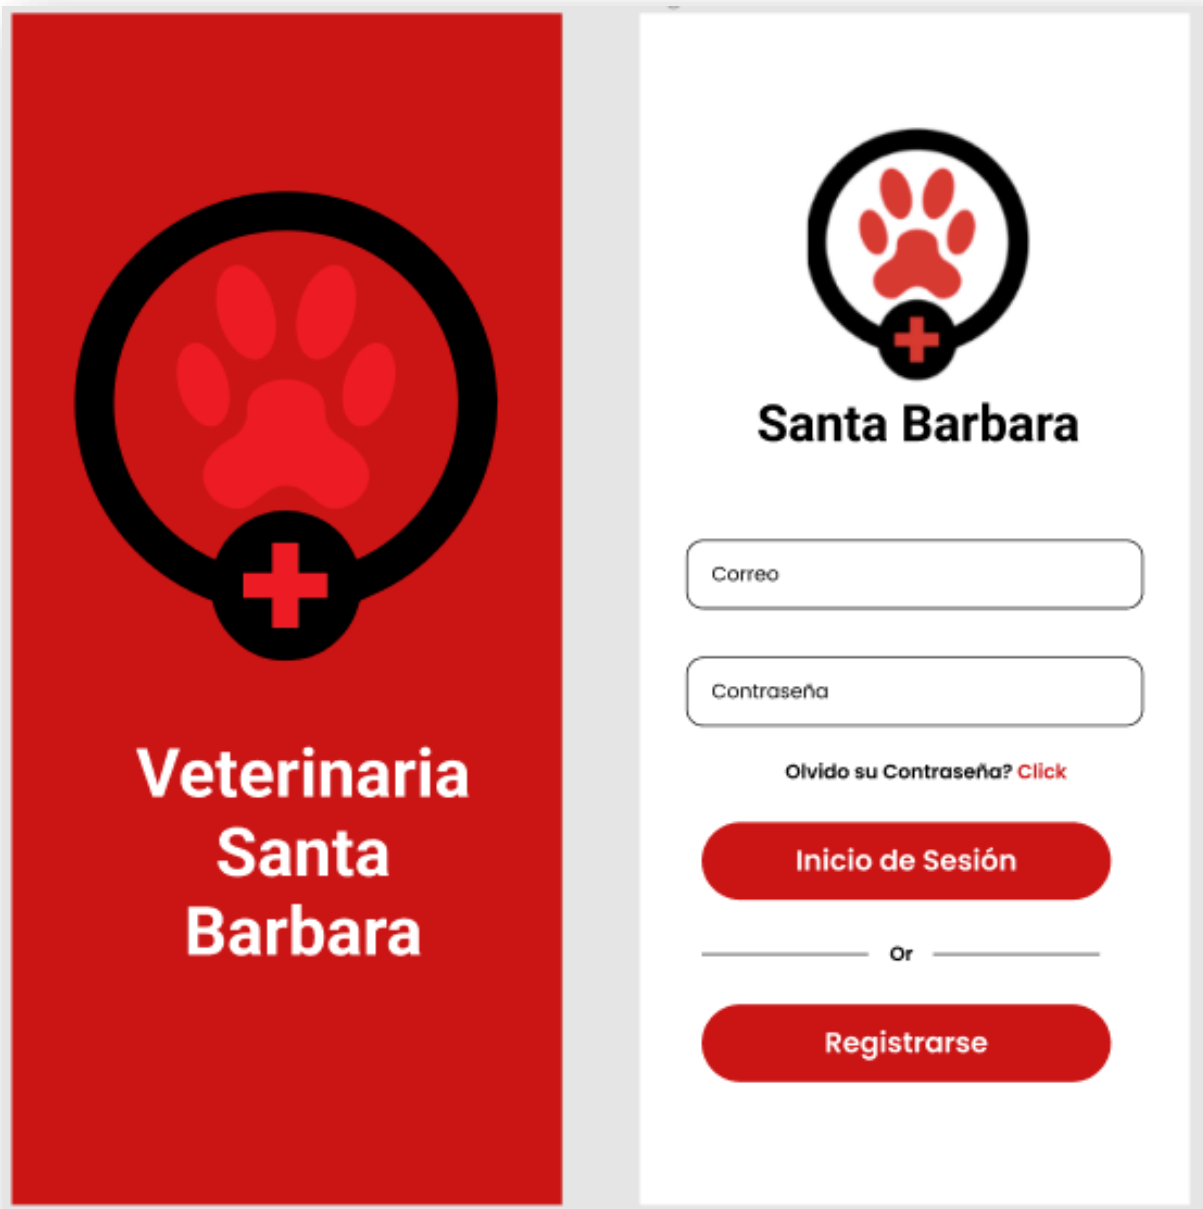 Veterinaria
Santa
Barbara
Santa Barbara
Correo
Contraseña
Olvido su Contraseña? Click
Inicio de Sesión
Or
Registrarse